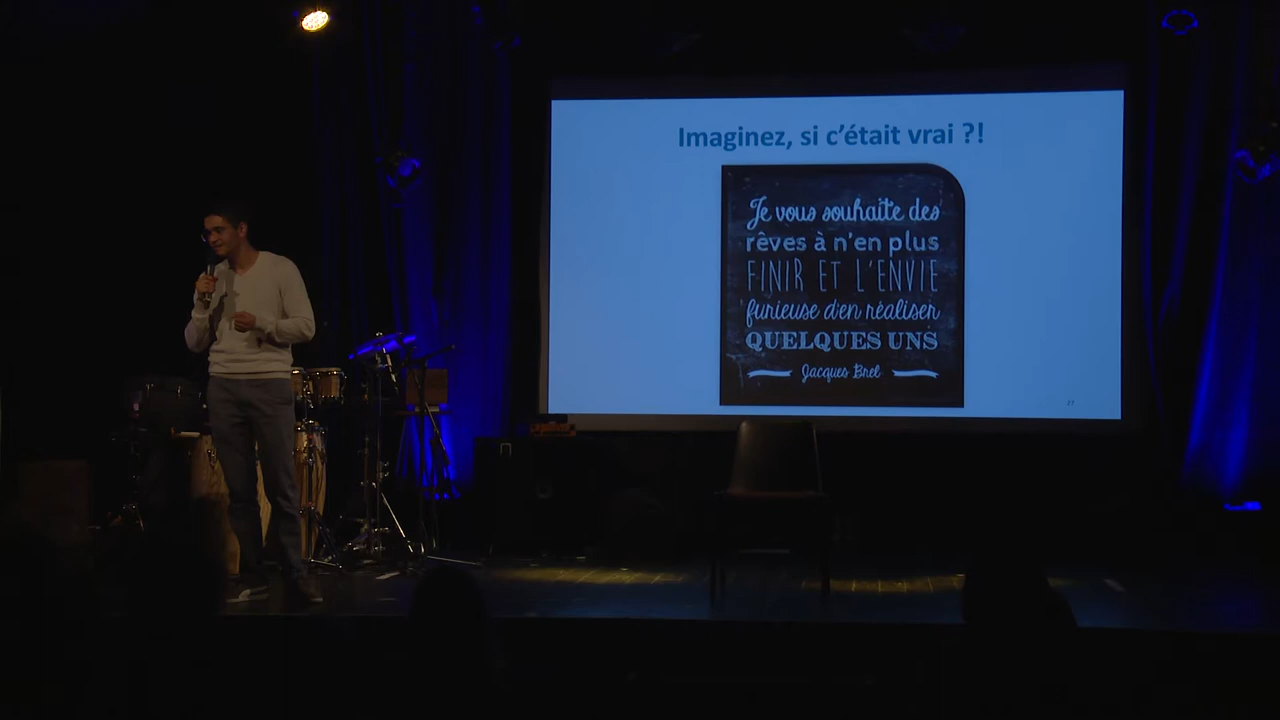 Imaginez, si c'était vrai ?!
Je vous souhaite des
rêves à n'en plus
FINIR ET L'ENVIE
furieuse d'en réaliser
QUELQUES UNS
Jacques Brel